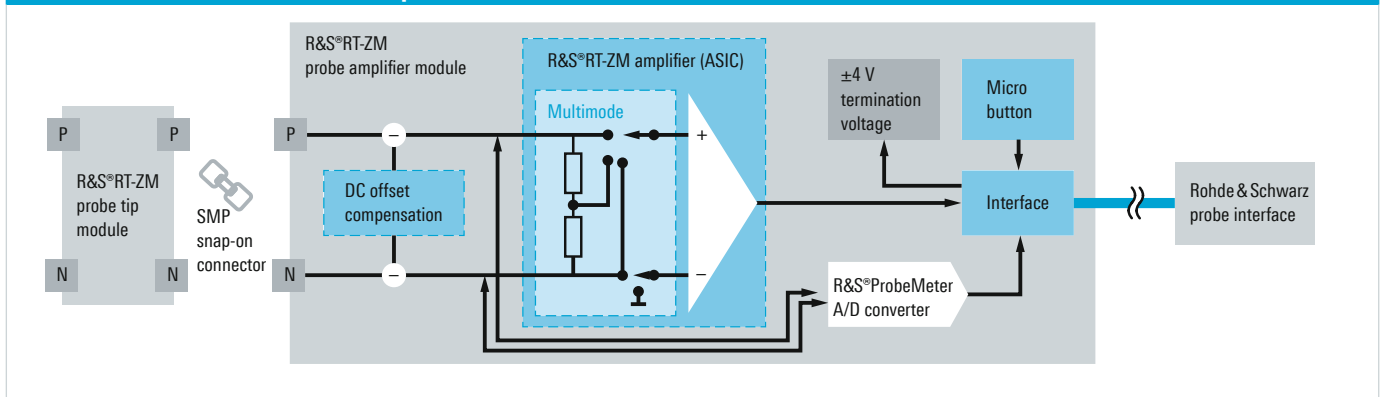 R&S®RT-ZM
probe amplifier module
R&S®RT-ZM amplifier (ASIC)
Multimode
±4 V
termination
voltage
Micro
button
P
P
P
R&S®RT-ZM
probe tip
module
N
N
SMP
snap-on
connector
N
–
DC offset
compensation
–
+
–
Interface
Rohde & Schwarz
probe interface
R&S®ProbeMeter
A/D converter